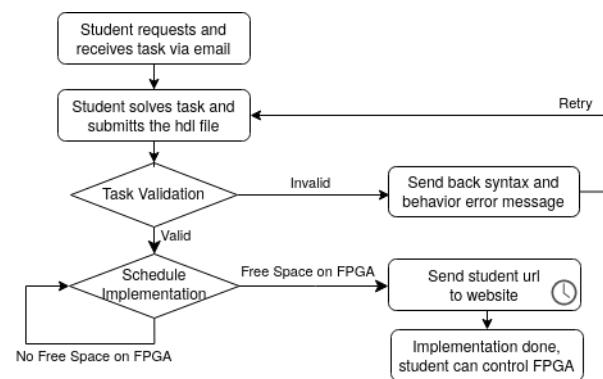 Student requests and
receives task via email
Student solves task and
submitts the hdl file
Retry
Task Validation
Invalid
Send back syntax and
behavior error message
Valid
Schedule
Implementation
Free Space on FPGA
Send student url
to website
No Free Space on FPGA
Implementation done,
student can control FPGA